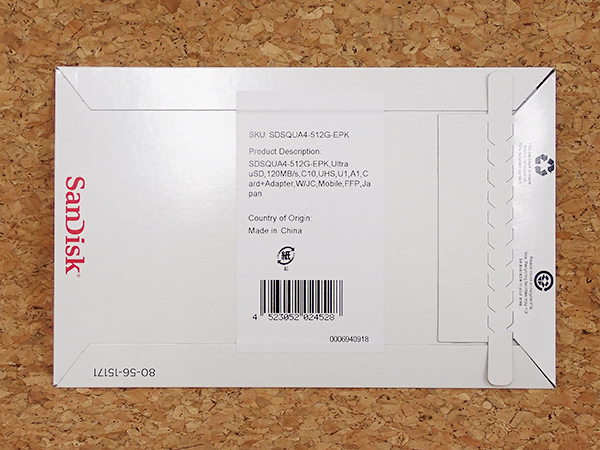 SKU: SDSQUA4-512G-EPK
Product Description:
SDSQUA4-512G-EPK,Ultra
uSD,120MB/s,C10,UHS,U1,A1,C
ard+Adapter,W/JC,Mobile,FFP,Ja
pan
Country of Origin:
Made in China
紙
4 523052 024528
0006940918
SanDisk®
80-56-15171